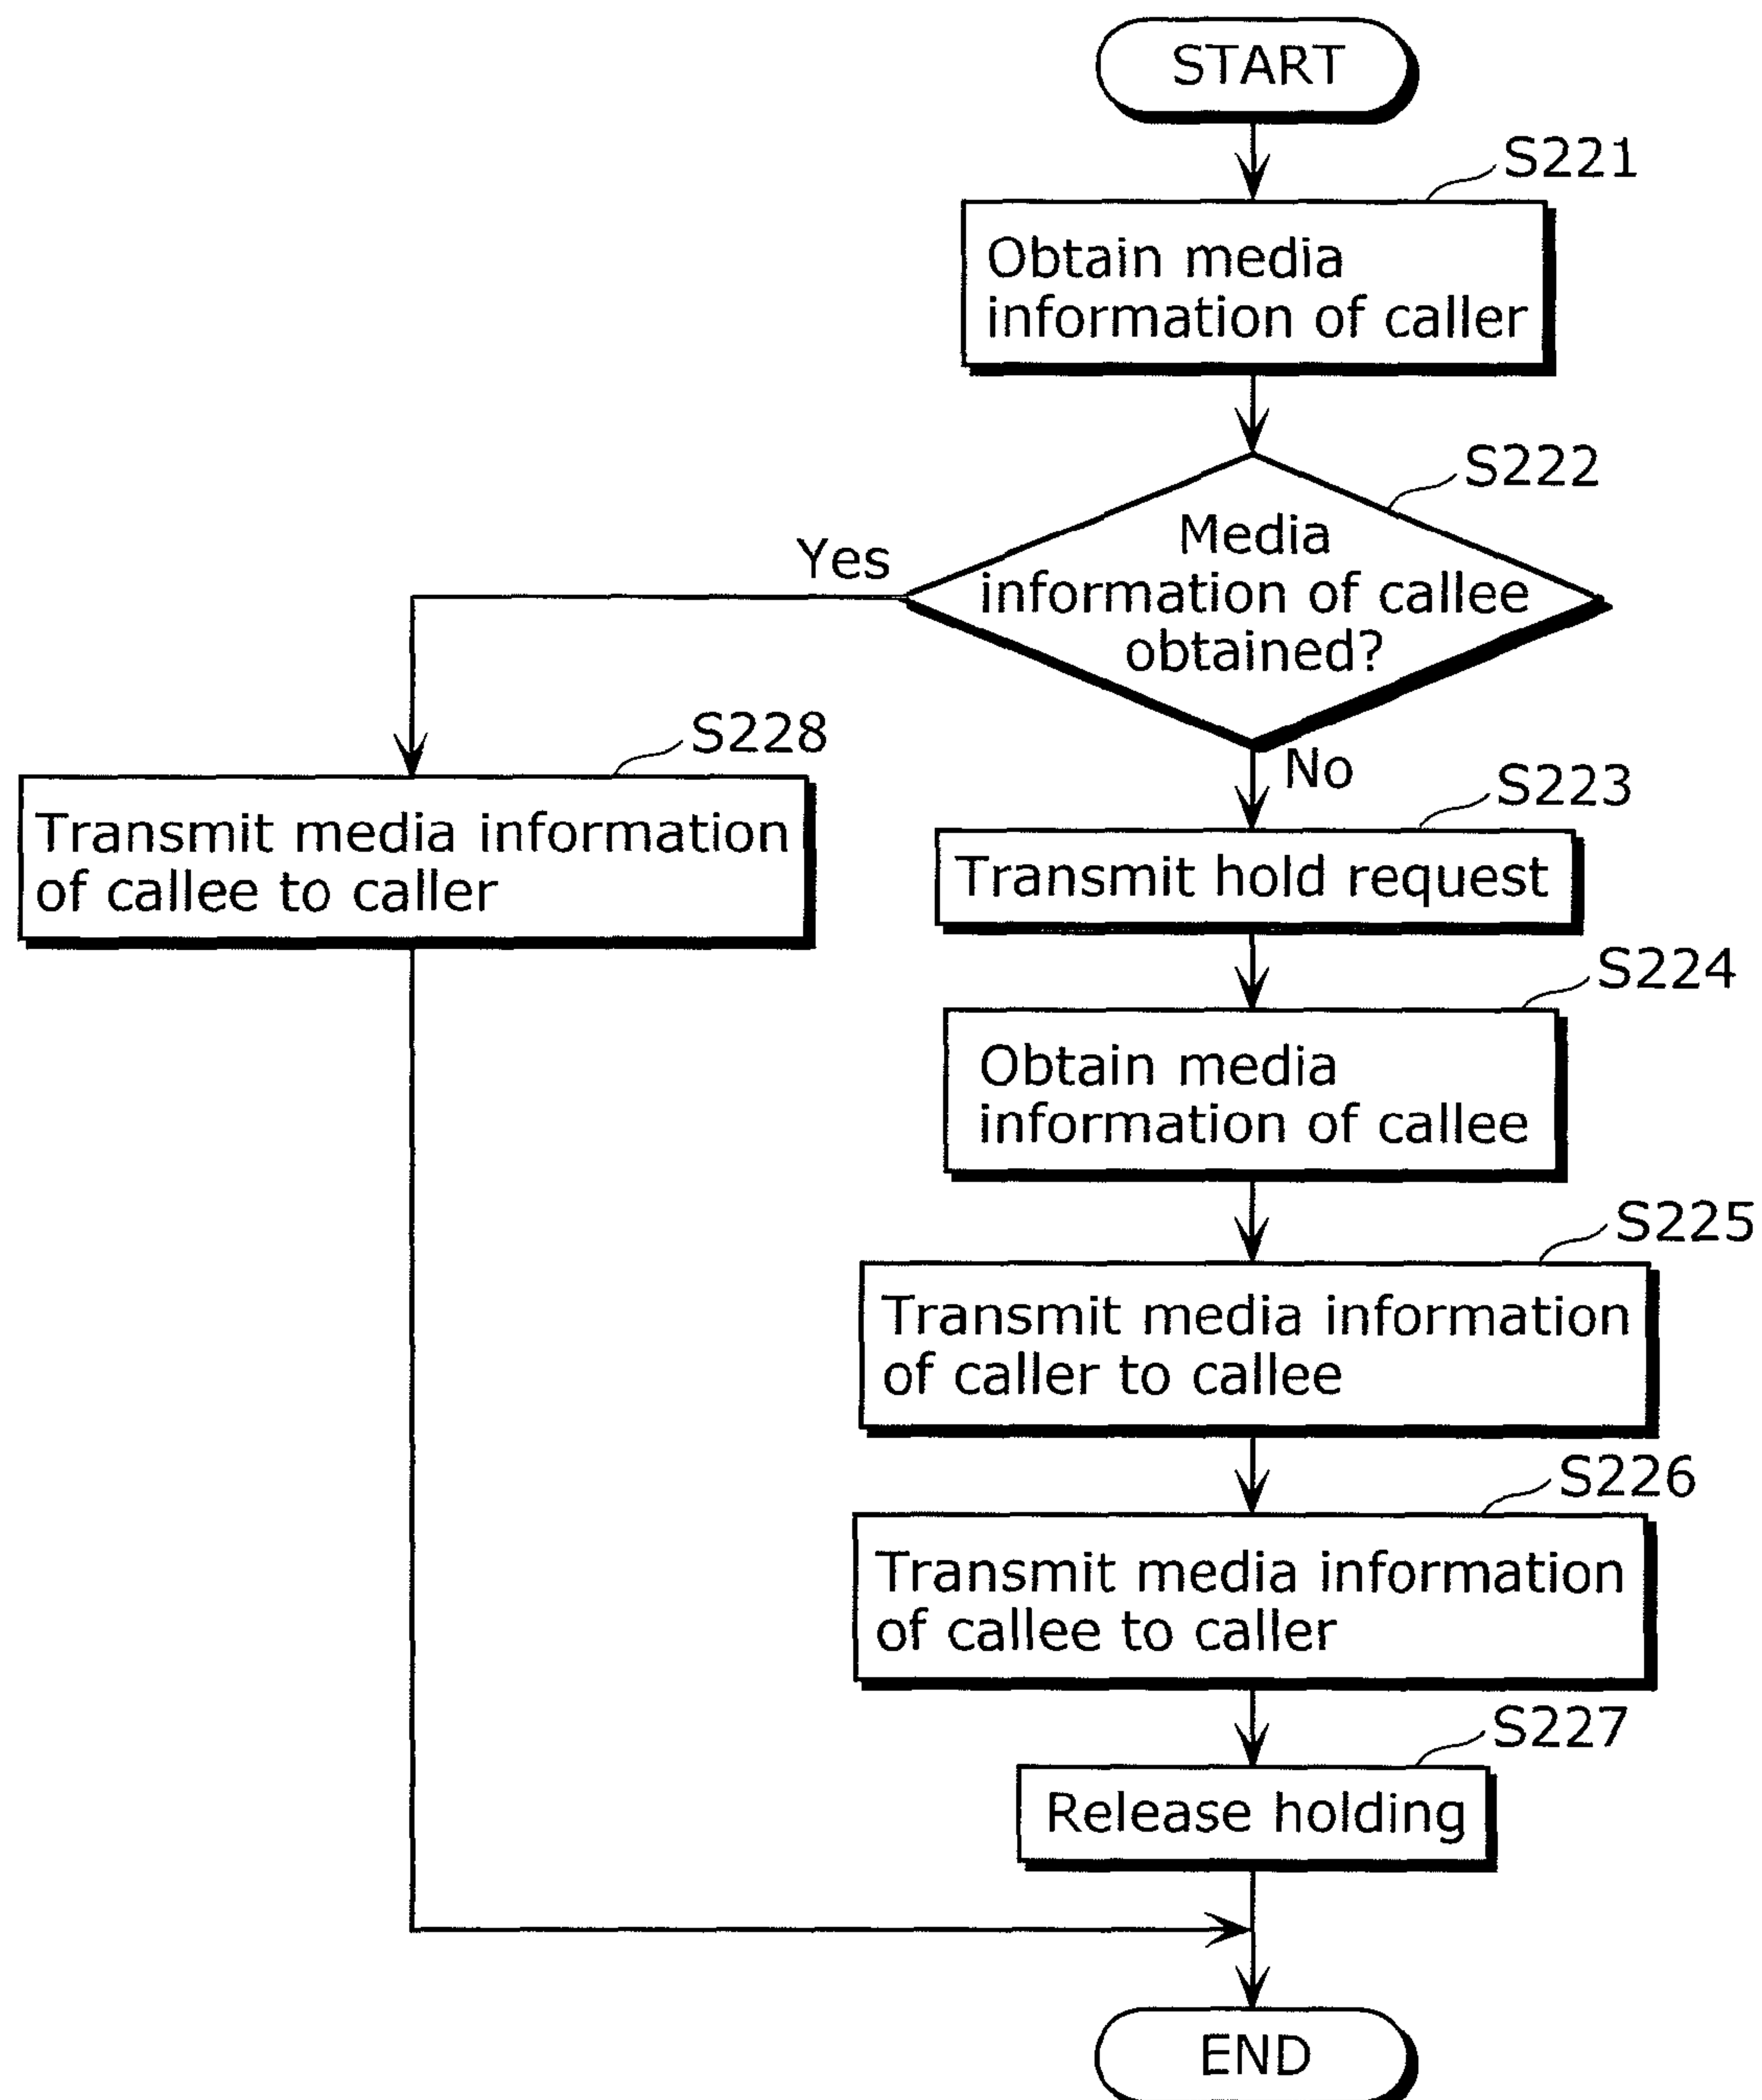 START
S221
Obtain media
information of caller
S222
Media
information of callee
obtained?
Yes
No
S228
Transmit media information
of callee to caller
S223
Transmit hold request
S224
Obtain media
information of callee
S225
Transmit media information
of caller to callee
S226
Transmit media information
of callee to caller
S227
Release holding
END